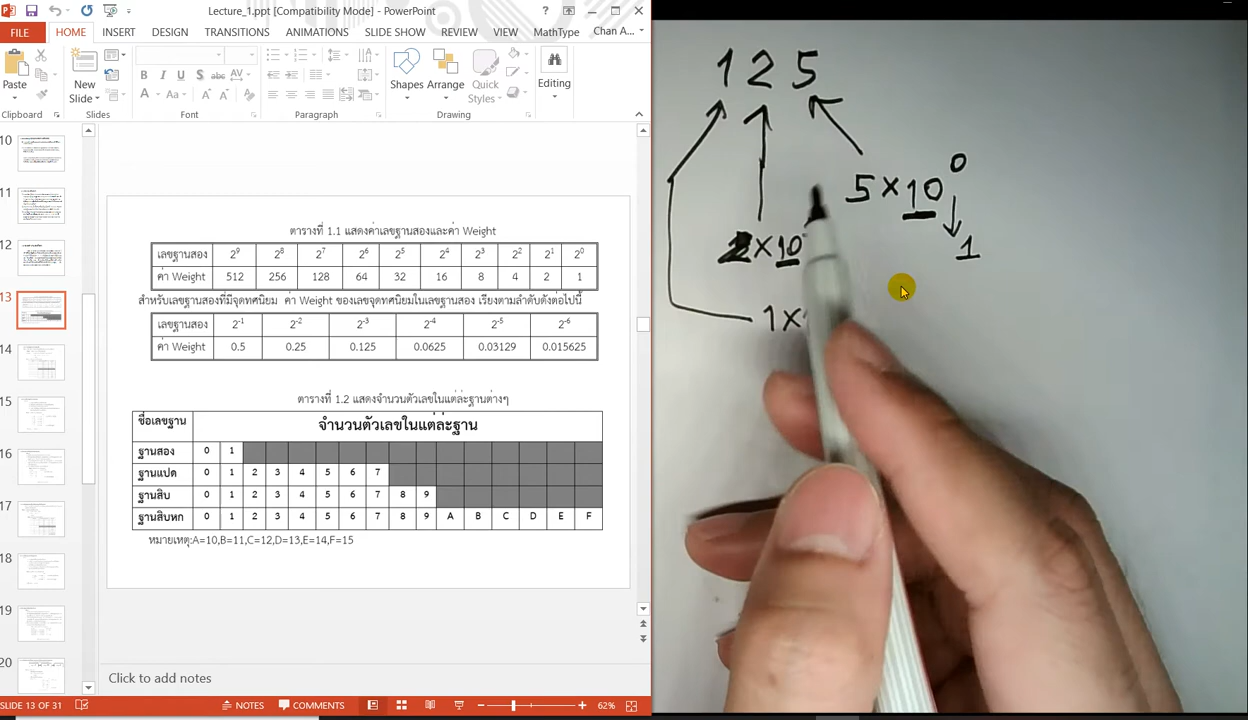 Lecture_1.ppt [Compatibility Mode] - PowerPoint
FILE HOME INSERT DESIGN TRANSITIONS ANIMATIONS SLIDE SHOW REVIEW VIEW MathType Chan A...
Paste New Slide Shapes Arrange Quick Styles Editing
B I U S abc AV
A Aa A A
Clipboard Slides Font Paragraph Drawing
10
11
12
13
14
15
16
17
18
19
20
ตารางที่ 1.1 แสดงค่าเลขฐานสองและค่า Weight
เลขฐานสอง 2⁹ 2⁸ 2⁷ 2⁶ 2⁵ 2⁴ 2³ 2² 2¹ 2⁰
ค่า Weight 512 256 128 64 32 16 8 4 2 1
สำหรับเลขฐานสองที่มีจุดทศนิยม ค่า Weight ของเลขจุดทศนิยมในเลขฐานสอง เรียงตามลำดับดังต่อไปนี้
เลขฐานสอง 2⁻¹ 2⁻² 2⁻³ 2⁻⁴ 2⁻⁵ 2⁻⁶
ค่า Weight 0.5 0.25 0.125 0.0625 0.03129 0.015625
ตารางที่ 1.2 แสดงจำนวนตัวเลขในแต่ละฐานต่างๆ
ชื่อเลขฐาน จำนวนตัวเลขในแต่ละฐาน
ฐานสอง 0 1
ฐานแปด 0 1 2 3 4 5 6 7
ฐานสิบ 0 1 2 3 4 5 6 7 8 9
ฐานสิบหก 0 1 2 3 4 5 6 7 8 9 A B C D E F
หมายเหตุ:A=10,B=11,C=12,D=13,E=14,F=15
Click to add notes
SLIDE 13 OF 31 NOTES COMMENTS 62%
125
5×10⁰
1
2×10
1×